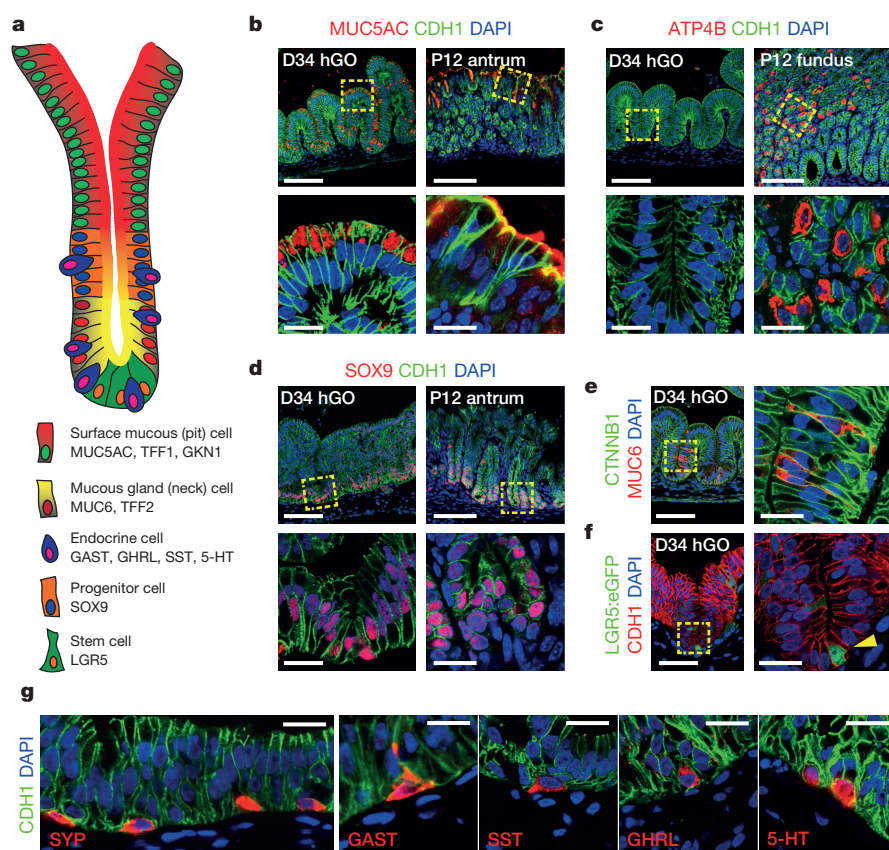 a
b
MUC5AC CDH1 DAPI
D34 hGO
P12 antrum
c
ATP4B CDH1 DAPI
D34 hGO
P12 fundus
Surface mucous (pit) cell
MUC5AC, TFF1, GKN1
Mucous gland (neck) cell
MUC6, TFF2
Endocrine cell
GAST, GHRL, SST, 5-HT
Progenitor cell
SOX9
Stem cell
LGR5
d
SOX9 CDH1 DAPI
D34 hGO
P12 antrum
e
CTNNB1
MUC6 DAPI
D34 hGO
f
LGR5:eGFP
CDH1 DAPI
D34 hGO
g
CDH1 DAPI
SYP
GAST
SST
GHRL
5-HT